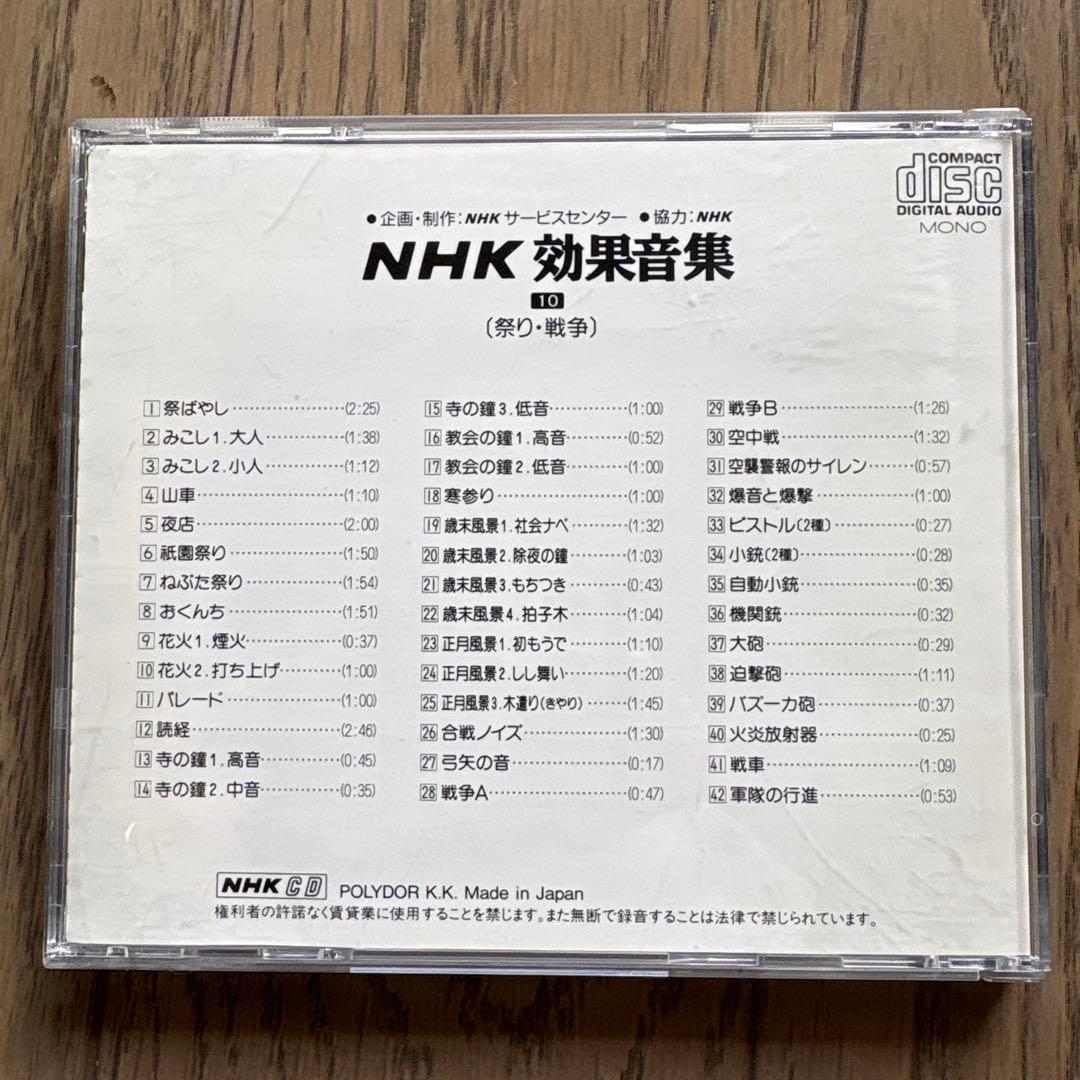 COMPACT
disc
DIGITAL AUDIO
MONO
●企画・制作:NHKサービスセンター ●協力:NHK
NHK 効果音集
10
〔祭り・戦争〕
1 祭ばやし…………(2:25)
2 みこし1.大人…………(1:38)
3 みこし2.小人…………(1:12)
4 山車…………(1:10)
5 夜店…………(2:00)
6 祇園祭り…………(1:50)
7 ねぶた祭り…………(1:54)
8 おくんち…………(1:51)
9 花火1.煙火…………(0:37)
10 花火2.打ち上げ…………(1:00)
11 パレード…………(1:00)
12 読経…………(2:46)
13 寺の鐘1.高音…………(0:45)
14 寺の鐘2.中音…………(0:35)
15 寺の鐘3.低音…………(1:00)
16 教会の鐘1.高音…………(0:52)
17 教会の鐘2.低音…………(1:00)
18 寒参り…………(1:00)
19 歳末風景1.社会ナベ…………(1:32)
20 歳末風景2.除夜の鐘…………(1:03)
21 歳末風景3.もちつき…………(0:43)
22 歳末風景4.拍子木…………(1:04)
23 正月風景1.初もうで…………(1:10)
24 正月風景2.しし舞い…………(1:20)
25 正月風景3.木遣り(きやり)…………(1:45)
26 合戦ノイズ…………(1:30)
27 弓矢の音…………(0:17)
28 戦争A…………(0:47)
29 戦争B…………(1:26)
30 空中戦…………(1:32)
31 空襲警報のサイレン…………(0:57)
32 爆音と爆撃…………(1:00)
33 ピストル〔2種〕…………(0:27)
34 小銃〔2種〕…………(0:28)
35 自動小銃…………(0:35)
36 機関銃…………(0:32)
37 大砲…………(0:29)
38 迫撃砲…………(1:11)
39 バズーカ砲…………(0:37)
40 火炎放射器…………(0:25)
41 戦車…………(1:09)
42 軍隊の行進…………(0:53)
NHK CD POLYDOR K.K. Made in Japan
権利者の許諾なく賃貸業に使用することを禁じます。また無断で録音することは法律で禁じられています。